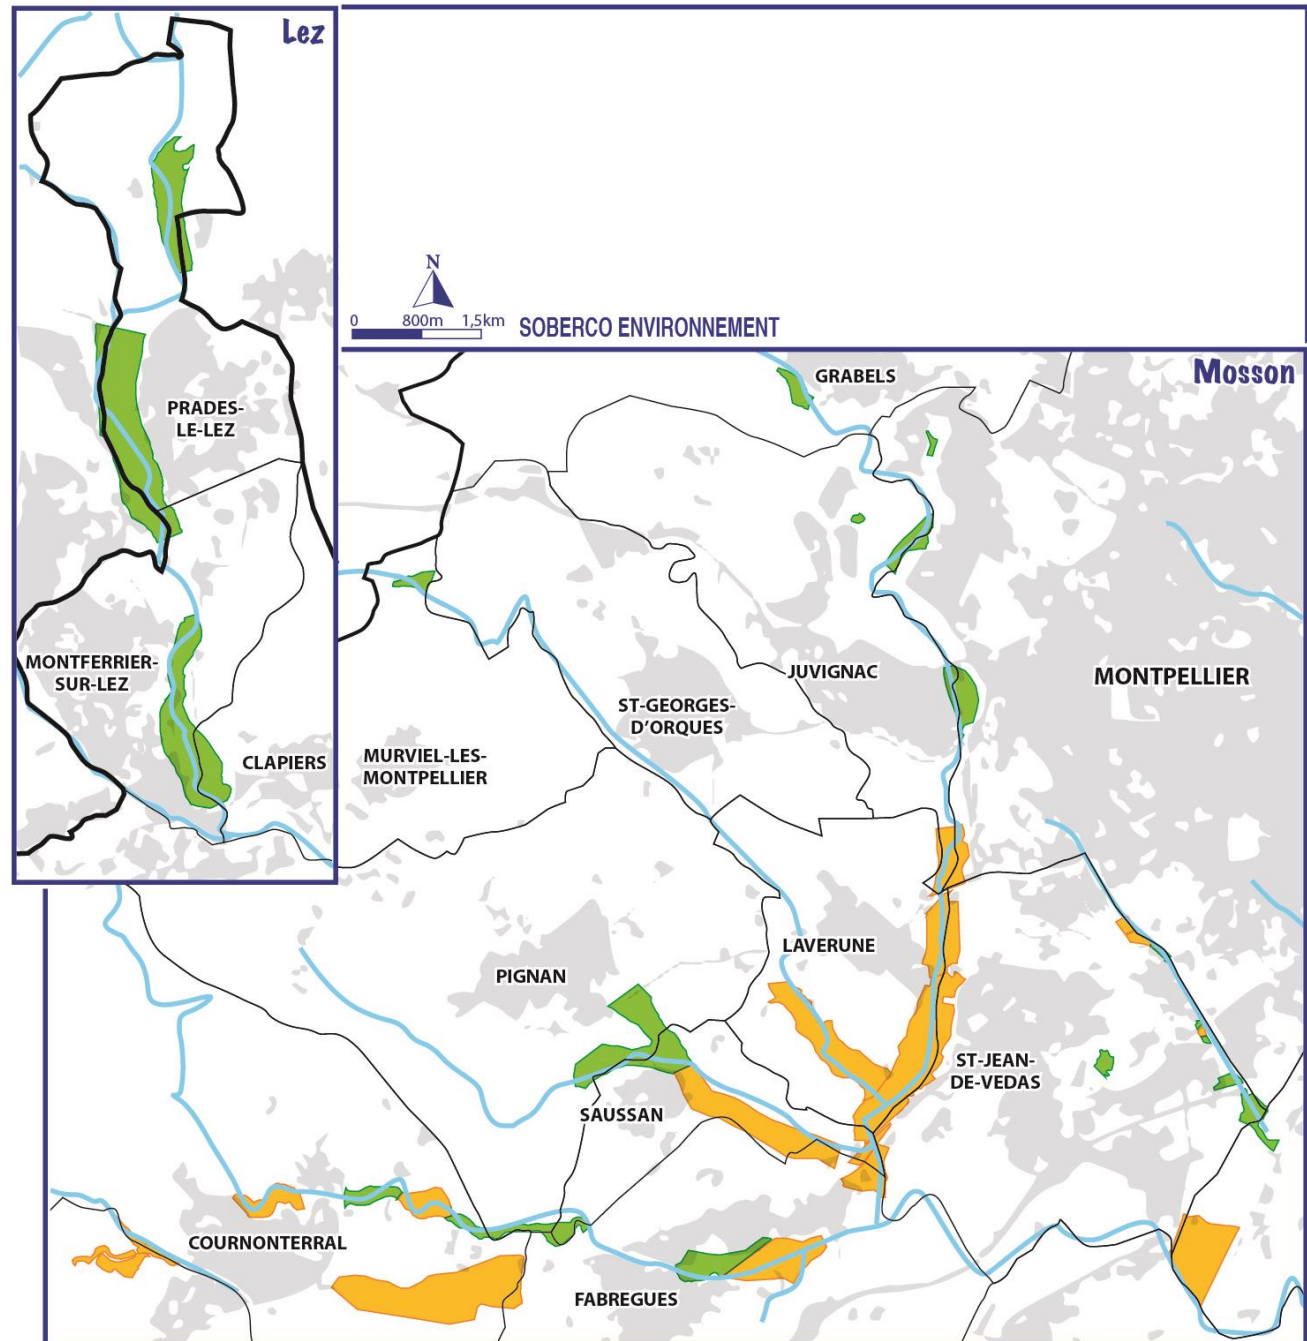 Lez
N
0 800m 1,5km
SOBERCO ENVIRONNEMENT
Mosson
GRABELS
PRADES-
LE-LEZ
MONTFERRIER-
SUR-LEZ
CLAPIERS
JUVIGNAC
MONTPELLIER
ST-GEORGES-
D'ORQUES
MURVIEL-LES-
MONTPELLIER
LAVERUNE
PIGNAN
ST-JEAN-
DE-VEDAS
SAUSSAN
COURNONTERRAL
FABREGUES